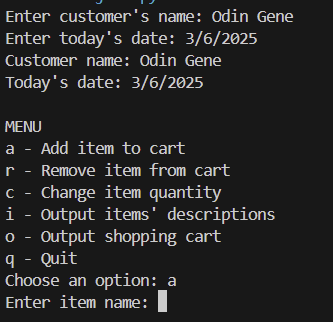 Enter customer's name: Odin Gene
Enter today's date: 3/6/2025
Customer name: Odin Gene
Today's date: 3/6/2025
MENU
a - Add item to cart
r - Remove item from cart
c - Change item quantity
i - Output items' descriptions
o - Output shopping cart
q - Quit
Choose an option: a
Enter item name: